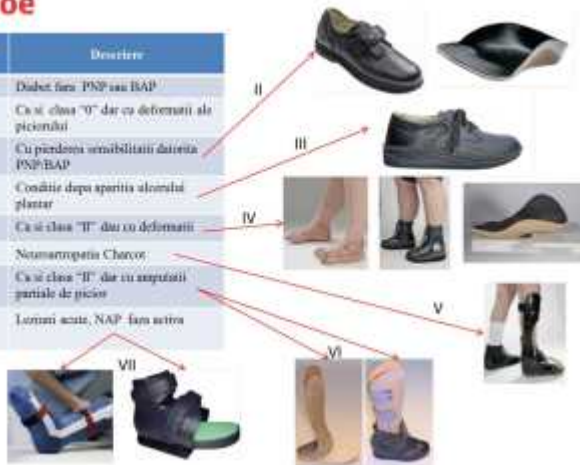 oe
Descriere
Diabet fara PNP sau BAP
II
Ca si clasa "0" dar cu deformatii ale
piciorului
Cu pierderea sensibilitatii datorita
PNP/BAP
III
Conditie dupa aparitia ulcerului
plantar
IV
Ca si clasa "II" dar cu deformatii
Neuroartropatia Charcot
Ca si clasa "II" dar cu amputatii
partiale de picior
V
Leziuni acute, NAP faza activa
VI
VII